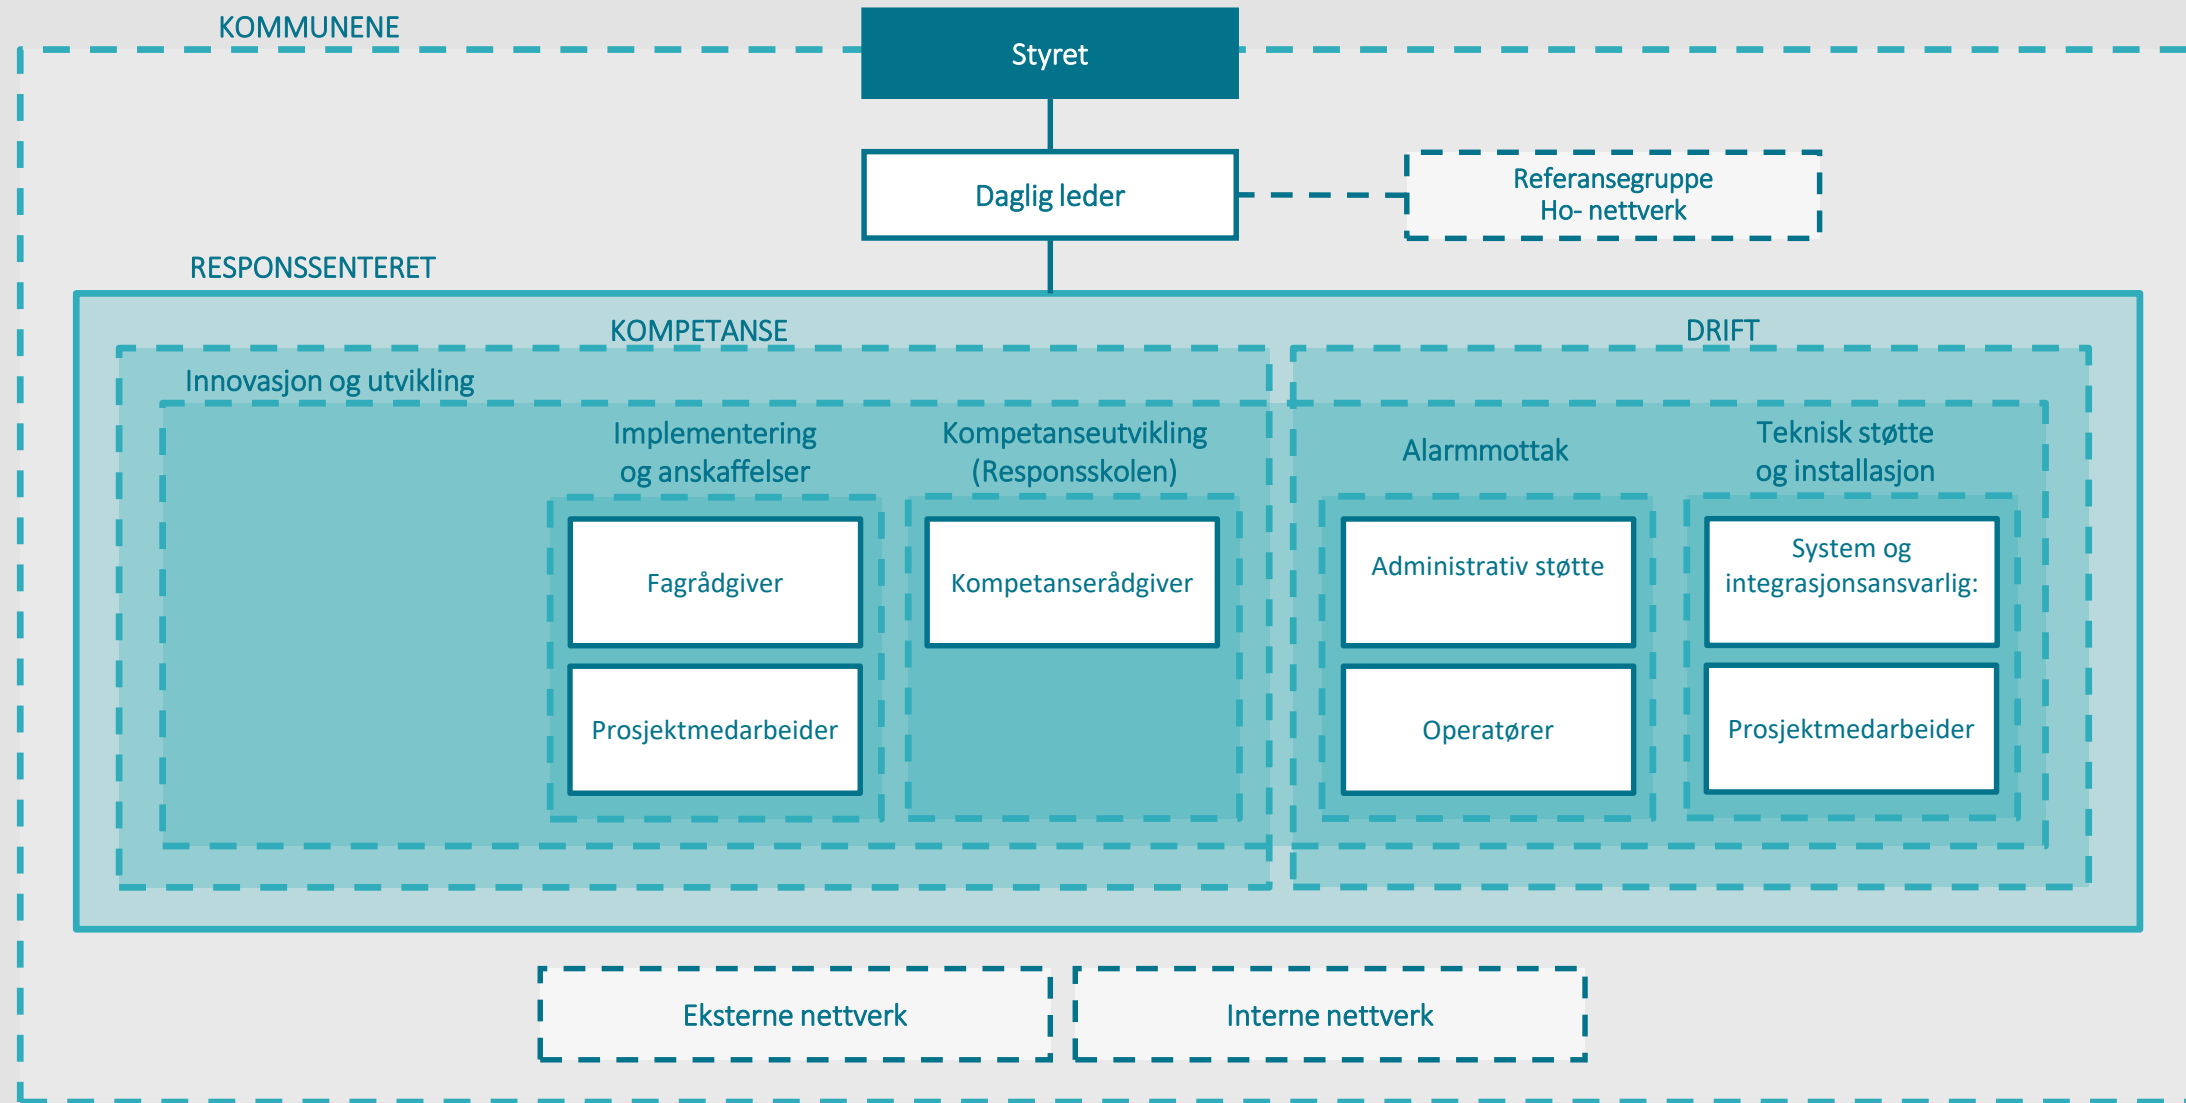 KOMMUNENE
Styret
Daglig leder
Referansegruppe
Ho- nettverk
RESPONSSENTERET
KOMPETANSE
DRIFT
Innovasjon og utvikling
Implementering
og anskaffelser
Kompetanseutvikling
(Responsskolen)
Alarmmottak
Teknisk støtte
og installasjon
Fagrådgiver
Kompetanserådgiver
Administrativ støtte
System og
integrasjonsansvarlig:
Prosjektmedarbeider
Operatører
Prosjektmedarbeider
Eksterne nettverk
Interne nettverk